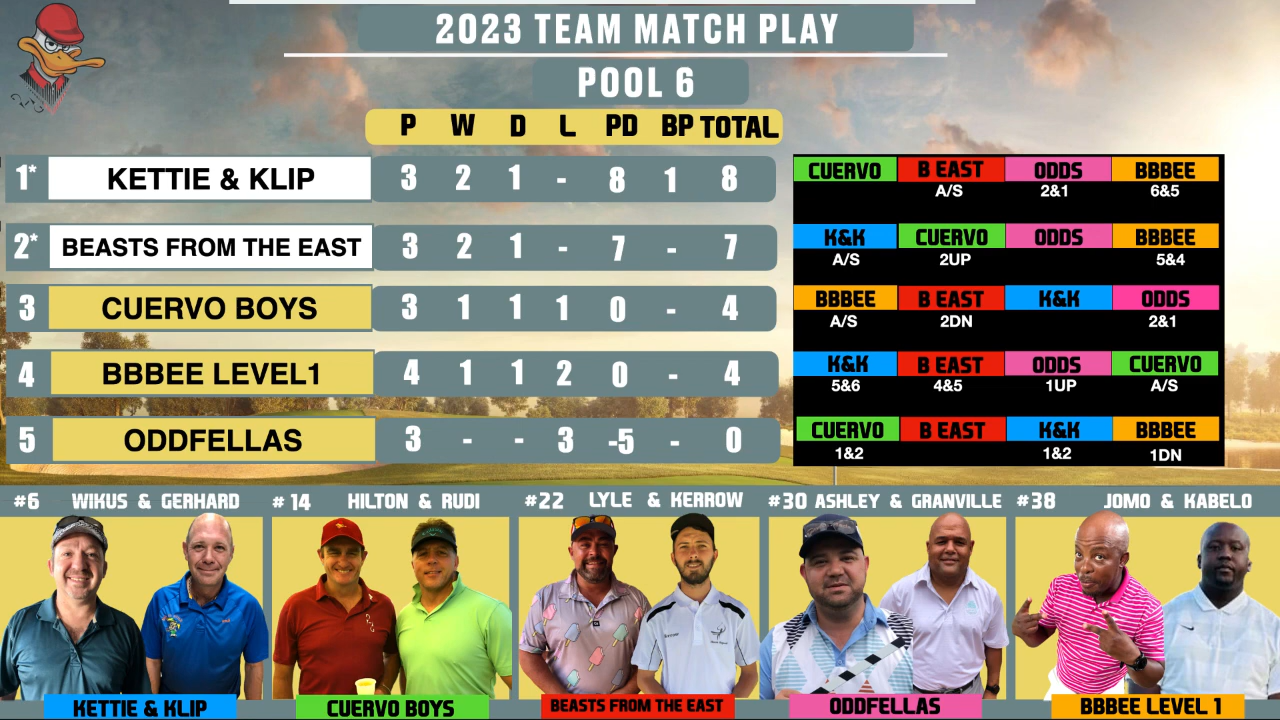 2023 TEAM MATCH PLAY
POOL 6
P W D L PD BP TOTAL
1* KETTIE & KLIP 3 2 1 - 8 1 8
CUERVO B EAST ODDS BBBEE
A/S 2&1 6&5
2* BEASTS FROM THE EAST 3 2 1 - 7 - 7
K&K CUERVO ODDS BBBEE
A/S 2UP 5&4
3 CUERVO BOYS 3 1 1 1 0 - 4
BBBEE B EAST K&K ODDS
A/S 2DN 2&1
4 BBBEE LEVEL1 4 1 1 2 0 - 4
K&K B EAST ODDS CUERVO
5&6 4&5 1UP A/S
5 ODDFELLAS 3 - - 3 -5 - 0
CUERVO B EAST K&K BBBEE
1&2 1&2 1DN
#6 WIKUS & GERHARD #14 HILTON & RUDI #22 LYLE & KERROW #30 ASHLEY & GRANVILLE #38 JOMO & KABELO
KETTIE & KLIP CUERVO BOYS BEASTS FROM THE EAST ODDFELLAS BBBEE LEVEL 1